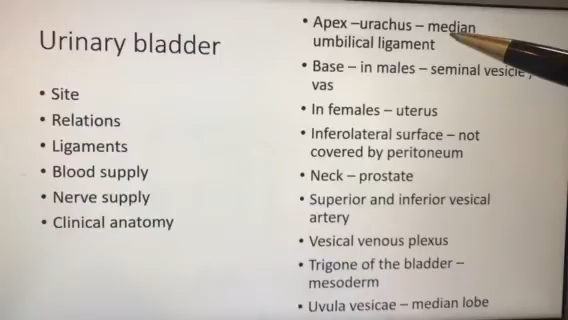 Urinary bladder
• Site
• Relations
• Ligaments
• Blood supply
• Nerve supply
• Clinical anatomy
• Apex –urachus – median
umbilical ligament
• Base – in males – seminal vesicle,
vas
• In females – uterus
• Inferolateral surface – not
covered by peritoneum
• Neck – prostate
• Superior and inferior vesical
artery
• Vesical venous plexus
• Trigone of the bladder –
mesoderm
• Uvula vesicae – median lobe